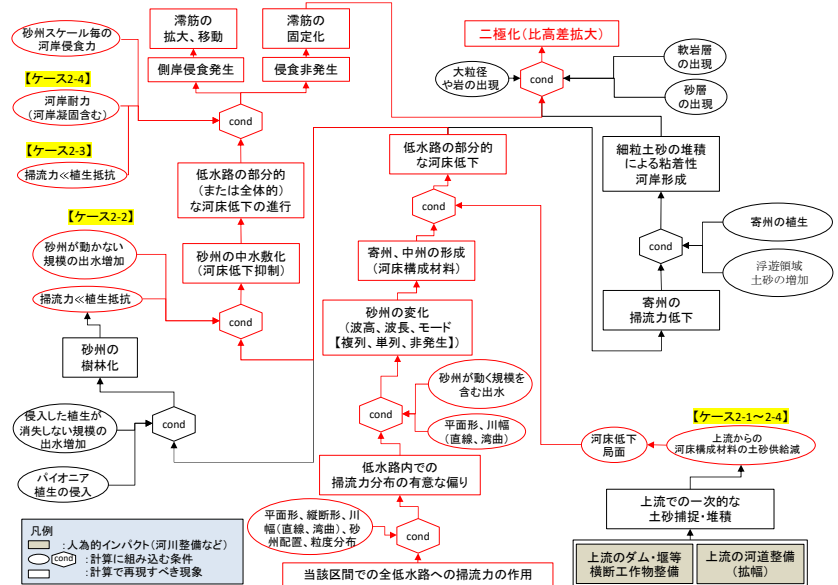 砂州スケール毎の
河岸侵食力
【ケース2-4】
河岸耐力
(河岸凝固含む)
【ケース2-3】
掃流力≪植生抵抗
【ケース2-2】
砂州が動かない
規模の出水増加
掃流力≪植生抵抗
砂州の
樹林化
侵入した植生が
消失しない規模の
出水増加
パイオニア
植生の侵入
cond
澪筋の
拡大、移動
澪筋の
固定化
側岸侵食発生
侵食非発生
cond
低水路の部分的
(または全体的)
な河床低下の進行
砂州の中水敷化
(河床低下抑制)
cond
二極化(比高差拡大)
大粒径
や岩の出現
cond
軟岩層
の出現
砂層
の出現
低水路の部分的
な河床低下
cond
寄州、中州の形成
(河床構成材料)
砂州の変化
(波高、波長、モード
【複列、単列、非発生】)
cond
砂州が動く規模を
含む出水
平面形、川幅
(直線、湾曲)
低水路内での
掃流力分布の有意な偏り
平面形、縦断形、川
幅(直線、湾曲)、砂
州配置、粒度分布
cond
当該区間での全低水路への掃流力の作用
細粒土砂の堆積
による粘着性
河岸形成
cond
寄州の植生
浮遊領域
土砂の増加
寄州の
掃流力低下
【ケース2-1～2-4】
河床低下
局面
上流からの
河床構成材料の土砂供給減
上流での一次的な
土砂捕捉・堆積
上流のダム・堰等
横断工作物整備
上流の河道整備
(拡幅)
凡例
:人為的インパクト(河川整備など)
cond
:計算に組み込む条件
:計算で再現すべき現象